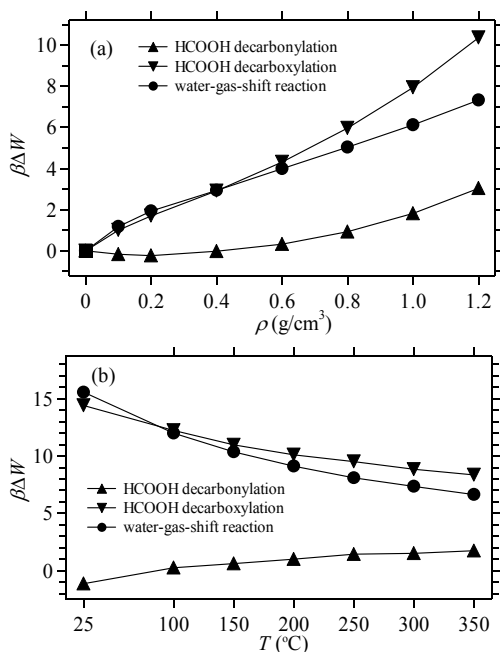 (a)
HCOOH decarbonylation
HCOOH decarboxylation
water-gas-shift reaction
βΔW
10
8
6
4
2
0
0 0.2 0.4 0.6 0.8 1.0 1.2
ρ (g/cm³)
(b)
βΔW
15
10
5
0
HCOOH decarbonylation
HCOOH decarboxylation
water-gas-shift reaction
25 100 150 200 250 300 350
T (°C)